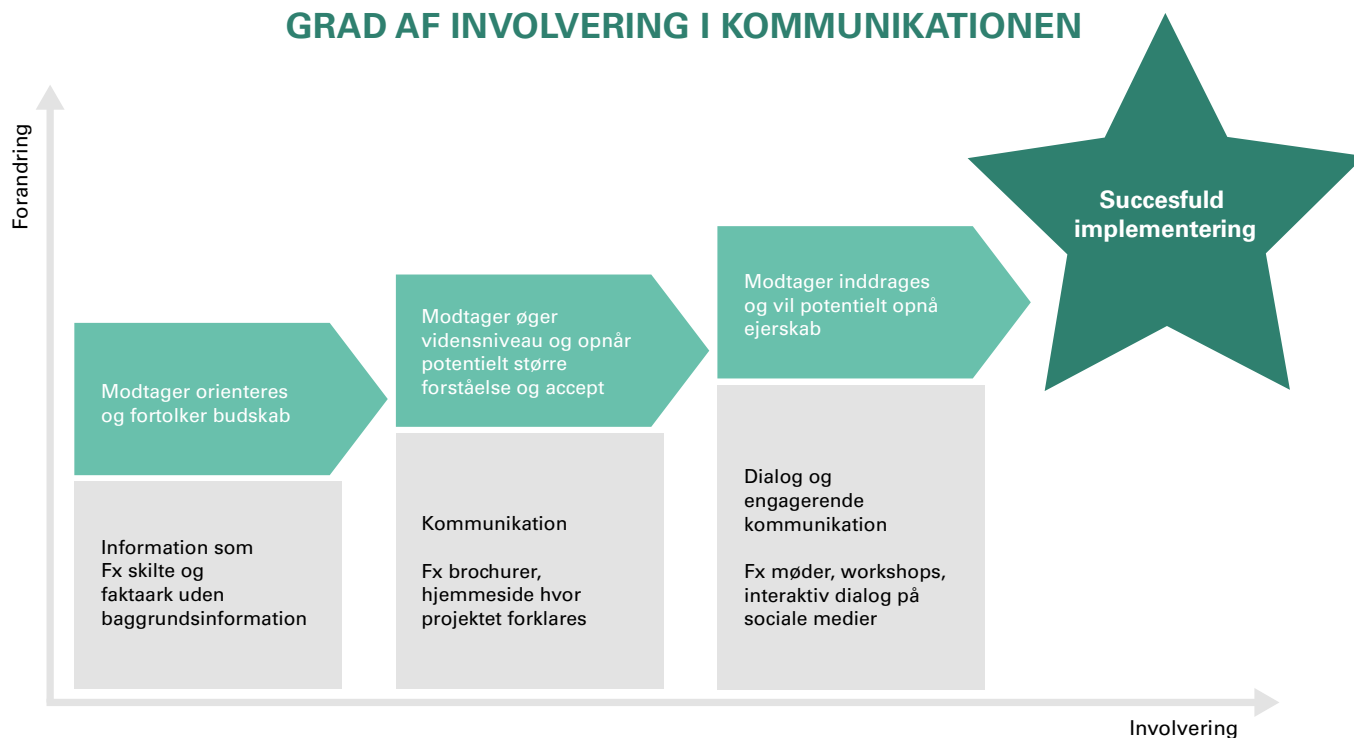 GRAD AF INVOLVERING I KOMMUNIKATIONEN
Forandring
Succesfuld
implementering
Modtager inddrages
og vil potentielt opnå
ejerskab
Modtager øger
vidensniveau og opnår
potentielt større
forståelse og accept
Modtager orienteres
og fortolker budskab
Information som
Fx skilte og
faktaark uden
baggrundsinformation
Kommunikation
Fx brochurer,
hjemmeside hvor
projektet forklares
Dialog og
engagerende
kommunikation
Fx møder, workshops,
interaktiv dialog på
sociale medier
Involvering